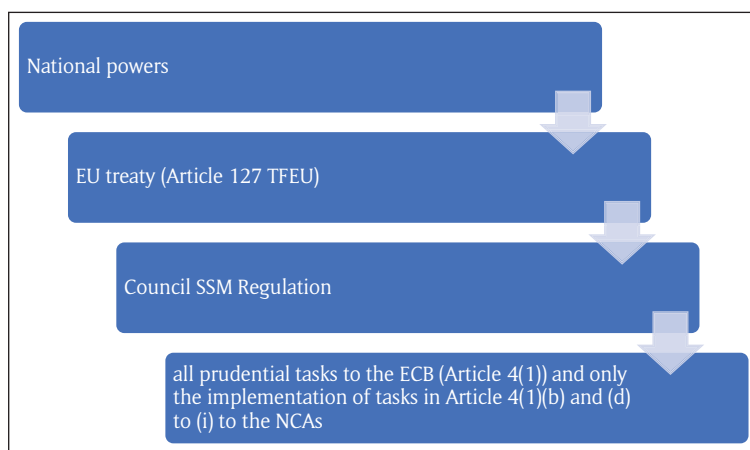 National powers
EU treaty (Article 127 TFEU)
Council SSM Regulation
all prudential tasks to the ECB (Article 4(1)) and only
the implementation of tasks in Article 4(1)(b) and (d)
to (i) to the NCAs